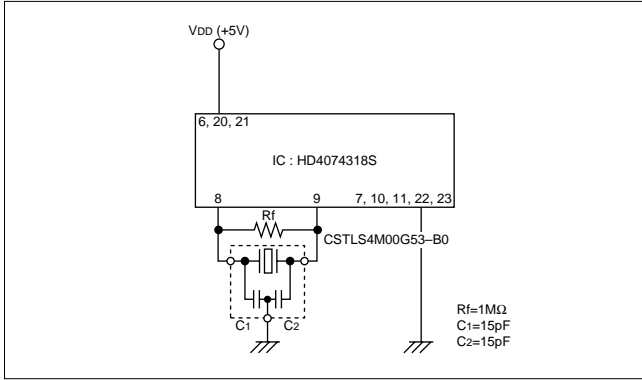 VDD (+5V)
6, 20, 21
IC : HD4074318S
8 9 7, 10, 11, 22, 23
Rf
CSTLS4M00G53–B0
C1 C2
Rf=1MΩ
C1=15pF
C2=15pF